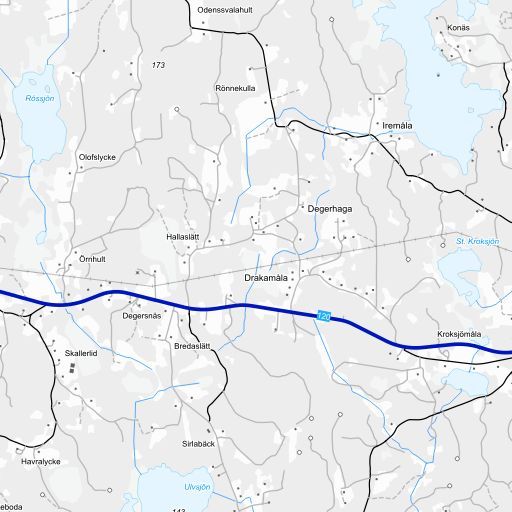 Odenssvalahult
Konäs
173
Rönnekulla
Rössjön
Iremåla
Olofslycke
Degerhaga
Hallaslätt
St. Kroksjön
Örnhult
Drakamåla
120
Degersnäs
Kroksjömåla
Bredaslätt
Skallerlid
Sirlabäck
Havralycke
Ulvsjön
eboda
143